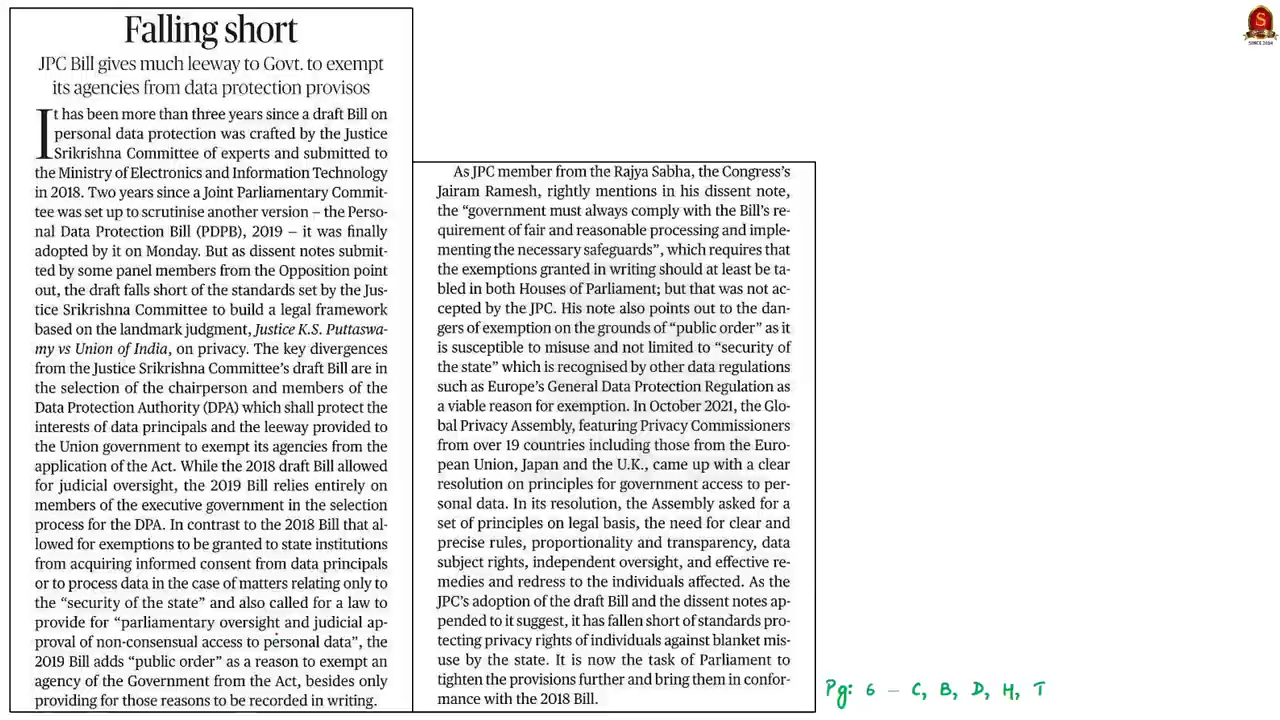 Falling short
JPC Bill gives much leeway to Govt. to exempt
its agencies from data protection provisos
It has been more than three years since a draft Bill on
personal data protection was crafted by the Justice
Srikrishna Committee of experts and submitted to
the Ministry of Electronics and Information Technology
in 2018. Two years since a Joint Parliamentary Commit-
tee was set up to scrutinise another version – the Perso-
nal Data Protection Bill (PDPB), 2019 – it was finally
adopted by it on Monday. But as dissent notes submit-
ted by some panel members from the Opposition point
out, the draft falls short of the standards set by the Jus-
tice Srikrishna Committee to build a legal framework
based on the landmark judgment, Justice K.S. Puttaswa-
my vs Union of India, on privacy. The key divergences
from the Justice Srikrishna Committee's draft Bill are in
the selection of the chairperson and members of the
Data Protection Authority (DPA) which shall protect the
interests of data principals and the leeway provided to
the Union government to exempt its agencies from the
application of the Act. While the 2018 draft Bill allowed
for judicial oversight, the 2019 Bill relies entirely on
members of the executive government in the selection
process for the DPA. In contrast to the 2018 Bill that al-
lowed for exemptions to be granted to state institutions
from acquiring informed consent from data principals
or to process data in the case of matters relating only to
the "security of the state" and also called for a law to
provide for "parliamentary oversight and judicial ap-
proval of non-consensual access to personal data", the
2019 Bill adds "public order" as a reason to exempt an
agency of the Government from the Act, besides only
providing for those reasons to be recorded in writing.
As JPC member from the Rajya Sabha, the Congress's
Jairam Ramesh, rightly mentions in his dissent note,
the "government must always comply with the Bill's re-
quirement of fair and reasonable processing and imple-
menting the necessary safeguards", which requires that
the exemptions granted in writing should at least be ta-
bled in both Houses of Parliament; but that was not ac-
cepted by the JPC. His note also points out to the dan-
gers of exemption on the grounds of "public order" as it
is susceptible to misuse and not limited to "security of
the state" which is recognised by other data regulations
such as Europe's General Data Protection Regulation as
a viable reason for exemption. In October 2021, the Glo-
bal Privacy Assembly, featuring Privacy Commissioners
from over 19 countries including those from the Euro-
pean Union, Japan and the U.K., came up with a clear
resolution on principles for government access to per-
sonal data. In its resolution, the Assembly asked for a
set of principles on legal basis, the need for clear and
precise rules, proportionality and transparency, data
subject rights, independent oversight, and effective re-
medies and redress to the individuals affected. As the
JPC's adoption of the draft Bill and the dissent notes ap-
pended to it suggest, it has fallen short of standards pro-
tecting privacy rights of individuals against blanket mis-
use by the state. It is now the task of Parliament to
tighten the provisions further and bring them in confor-
mance with the 2018 Bill.
Pg: 6 – C, B, D, H, T
S
SINCE 2004